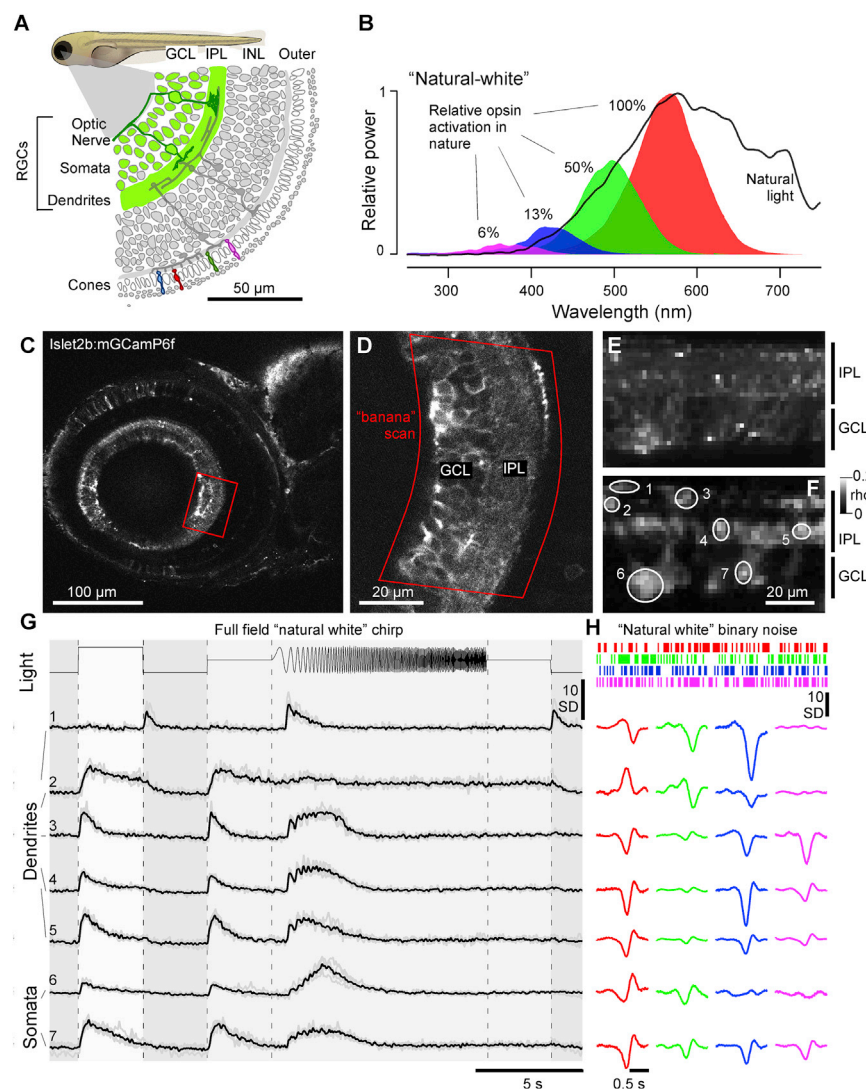 A
GCL IPL INL Outer
Optic
Nerve
RGCs
Somata
Dendrites
Cones
50 µm
B
"Natural-white"
1
Relative opsin
activation in
nature
100%
50%
13%
6%
Natural
light
0
Relative power
300 400 500 600 700
Wavelength (nm)
C
Islet2b:mGCamP6f
100 µm
D
"banana"
scan
GCL IPL
20 µm
E
IPL
GCL
F
1
2
3
4
5
6
7
0.
rho
0
IPL
GCL
20 µm
G
Full field "natural white" chirp
Light
10
SD
Dendrites
1
2
3
4
5
Somata
6
7
5 s
H
"Natural white" binary noise
10
SD
0.5 s